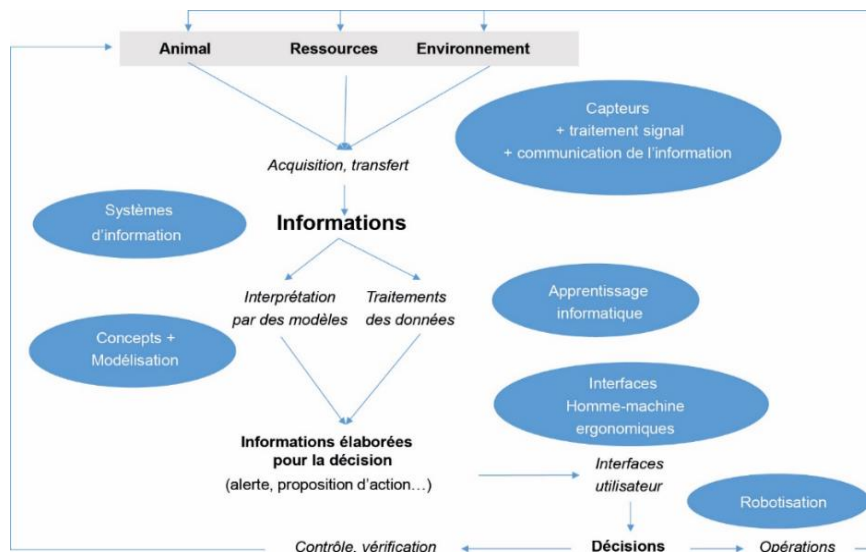 Animal
Ressources
Environnement
Capteurs
+ traitement signal
+ communication de l'information
Acquisition, transfert
Systèmes
d'information
Informations
Interprétation
par des modèles
Traitements
des données
Apprentissage
informatique
Concepts +
Modélisation
Interfaces
Homme-machine
ergonomiques
Informations élaborées
pour la décision
(alerte, proposition d'action…)
Interfaces
utilisateur
Robotisation
Contrôle, vérification
Décisions
Opérations